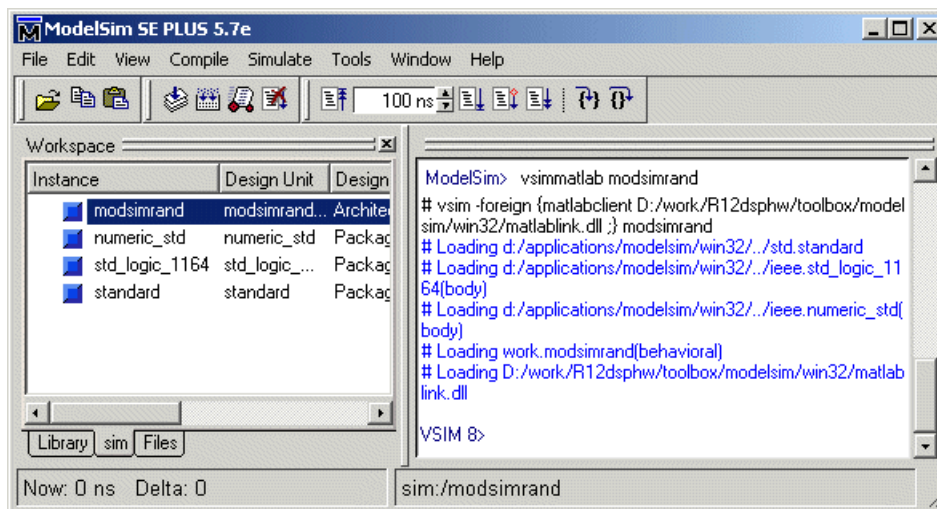 ModelSim SE PLUS 5.7e
File Edit View Compile Simulate Tools Window Help
100 ns
Workspace
Instance Design Unit Design
modsimrand modsimrand... Archite
numeric_std numeric_std Packag
std_logic_1164 std_logic_... Packag
standard standard Packag
Library sim Files
ModelSim> vsimmatlab modsimrand
# vsim -foreign {matlabclient D:/work/R12dsphw/toolbox/model
sim/win32/matlablink.dll ;} modsimrand
# Loading d:/applications/modelsim/win32/../std.standard
# Loading d:/applications/modelsim/win32/../ieee.std_logic_11
64(body)
# Loading d:/applications/modelsim/win32/../ieee.numeric_std(
body)
# Loading work.modsimrand(behavioral)
# Loading D:/work/R12dsphw/toolbox/modelsim/win32/matlab
link.dll
VSIM 8>
Now: 0 ns Delta: 0
sim:/modsimrand